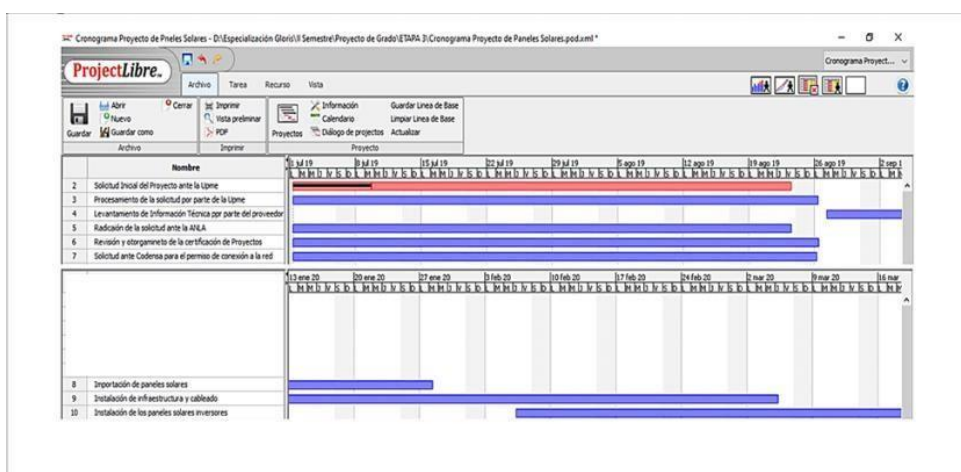 Cronograma Proyecto de Pneles Solares - D:\Especialización Gloris\II Semestre\Proyecto de Grado\ETAPA 3\Cronograma Proyecto de Paneles Solares.pod.xml *
ProjectLibre
Cronograma Proyect...
Archivo Tarea Recurso Vista
Guardar
Abrir
Nuevo
Guardar como
Cerrar
Archivo
Imprimir
Vista preliminar
PDF
Imprimir
Proyectos
Información
Calendario
Diálogo de projectos
Guardar Linea de Base
Limpiar Linea de Base
Actualizar
Proyecto
Nombre
1 jul 19 8 jul 19 15 jul 19 22 jul 19 29 jul 19 5 ago 19 12 ago 19 19 ago 19 26 ago 19 2 sep 1
L M M J V S D L M M J V S D L M M J V S D L M M J V S D L M M J V S D L M M J V S D L M M J V S D L M M J V S D L M M J V S D L M
2 Solicitud Inicial del Proyecto ante la Upme
3 Procesamiento de la solicitud por parte de la Upme
4 Levantamiento de Información Técnica ppr parte del proveedor
5 Radicaión de la solicitud ante la ANLA
6 Revisión y otorgamineto de la certificación de Proyectos
7 Solicitud ante Codensa para el permiso de conexión a la red
13 ene 20 20 ene 20 27 ene 20 3 feb 20 10 feb 20 17 feb 20 24 feb 20 2 mar 20 9 mar 20 16 mar
L M M J V S D L M M J V S D L M M J V S D L M M J V S D L M M J V S D L M M J V S D L M M J V S D L M M J V S D L M M J V S D L M M
8 Importación de paneles solares
9 Instalación de infraestructura y cableado
10 Instalación de los paneles solares inversores